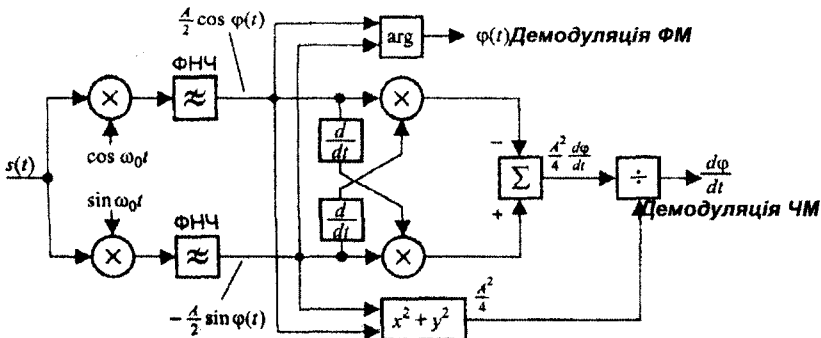 A/2 cos φ(t)
arg
φ(t) Демодуляція ФМ
ФНЧ
×
≈
×
d/dt
−
A²/4 dφ/dt
cos ω₀t
s(t)
Σ
÷
dφ/dt
sin ω₀t
d/dt
+
Демодуляція ЧМ
ФНЧ
×
≈
×
− A/2 sin φ(t)
x² + y²
A²/4